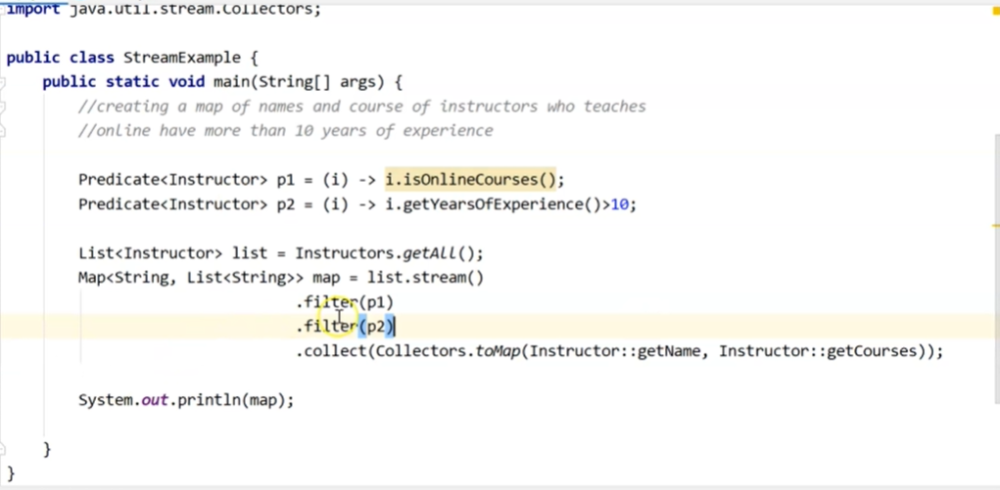 import java.util.stream.Collectors;
public class StreamExample {
public static void main(String[] args) {
//creating a map of names and course of instructors who teaches
//online have more than 10 years of experience
Predicate<Instructor> p1 = (i) -> i.isOnlineCourses();
Predicate<Instructor> p2 = (i) -> i.getYearsOfExperience()>10;
List<Instructor> list = Instructors.getAll();
Map<String, List<String>> map = list.stream()
.filter(p1)
.filter(p2)
.collect(Collectors.toMap(Instructor::getName, Instructor::getCourses));
System.out.println(map);
}
}